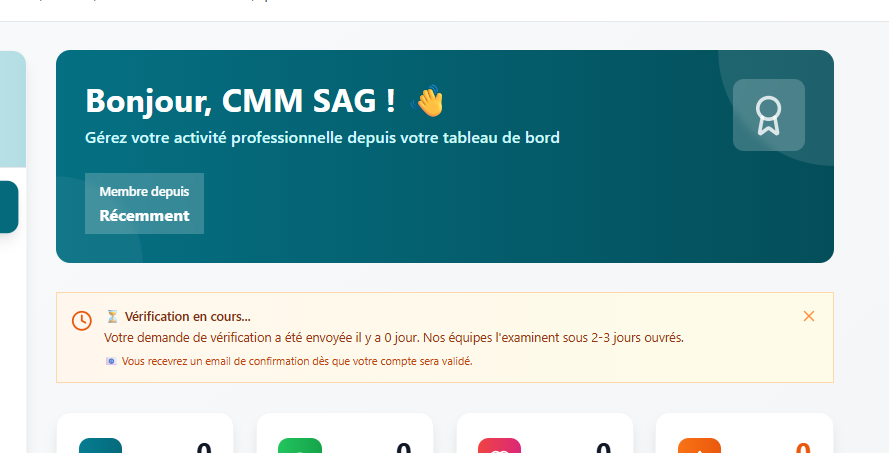 Bonjour, CMM SAG ! 👋
Gérez votre activité professionnelle depuis votre tableau de bord
Membre depuis
Récemment
⏳ Vérification en cours...
Votre demande de vérification a été envoyée il y a 0 jour. Nos équipes l'examinent sous 2-3 jours ouvrés.
📧 Vous recevrez un email de confirmation dès que votre compte sera validé.
0 0 0 0